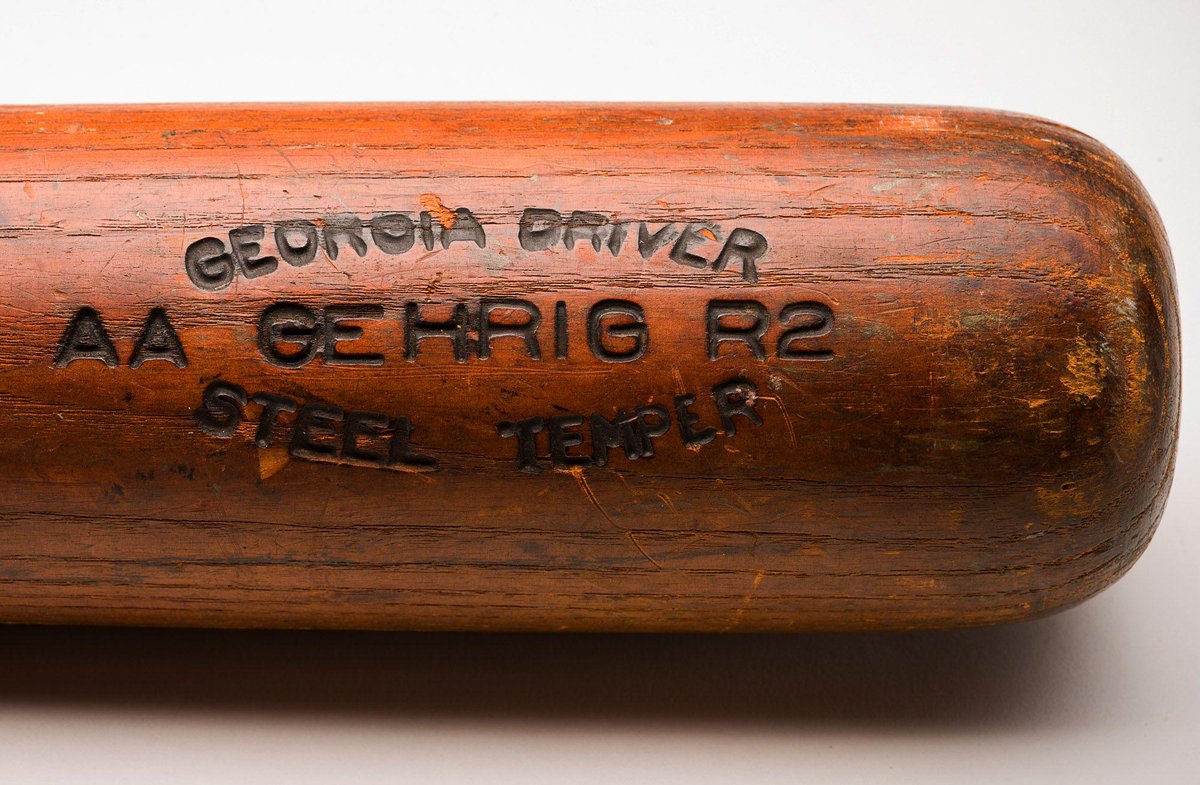 GEORGIA DRIVER
AA GEHRIG R2
STEEL TEMPER